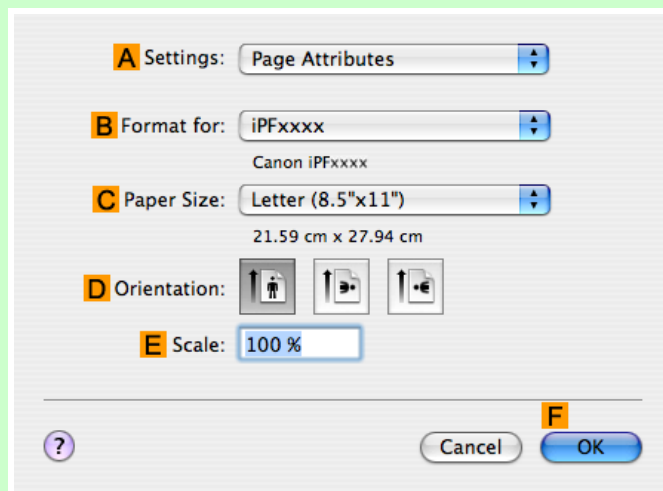 A Settings: Page Attributes
B Format for: iPFxxxx
Canon iPFxxxx
C Paper Size: Letter (8.5"x11")
21.59 cm x 27.94 cm
D Orientation:
E Scale: 100 %
F
? Cancel OK